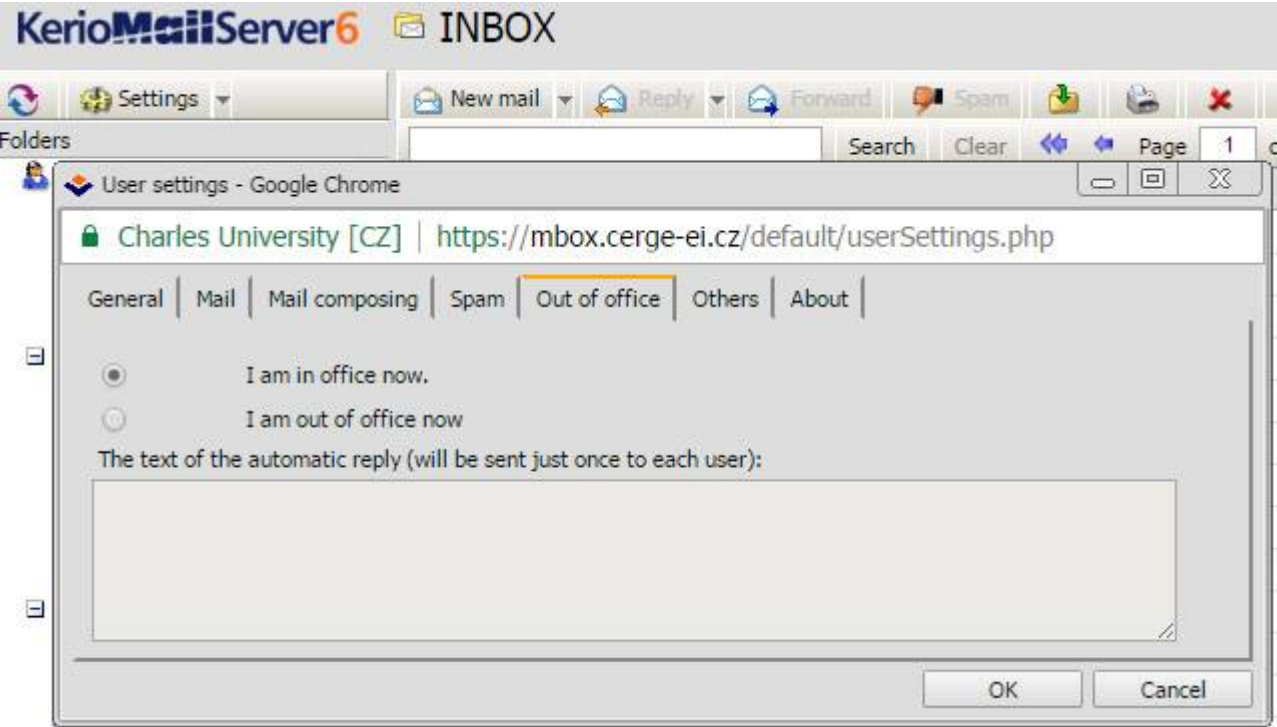 KerioMailServer6 INBOX
Settings New mail Reply Forward Spam
Folders Search Clear Page 1
User settings - Google Chrome
Charles University [CZ] | https://mbox.cerge-ei.cz/default/userSettings.php
General Mail Mail composing Spam Out of office Others About
I am in office now.
I am out of office now
The text of the automatic reply (will be sent just once to each user):
OK Cancel